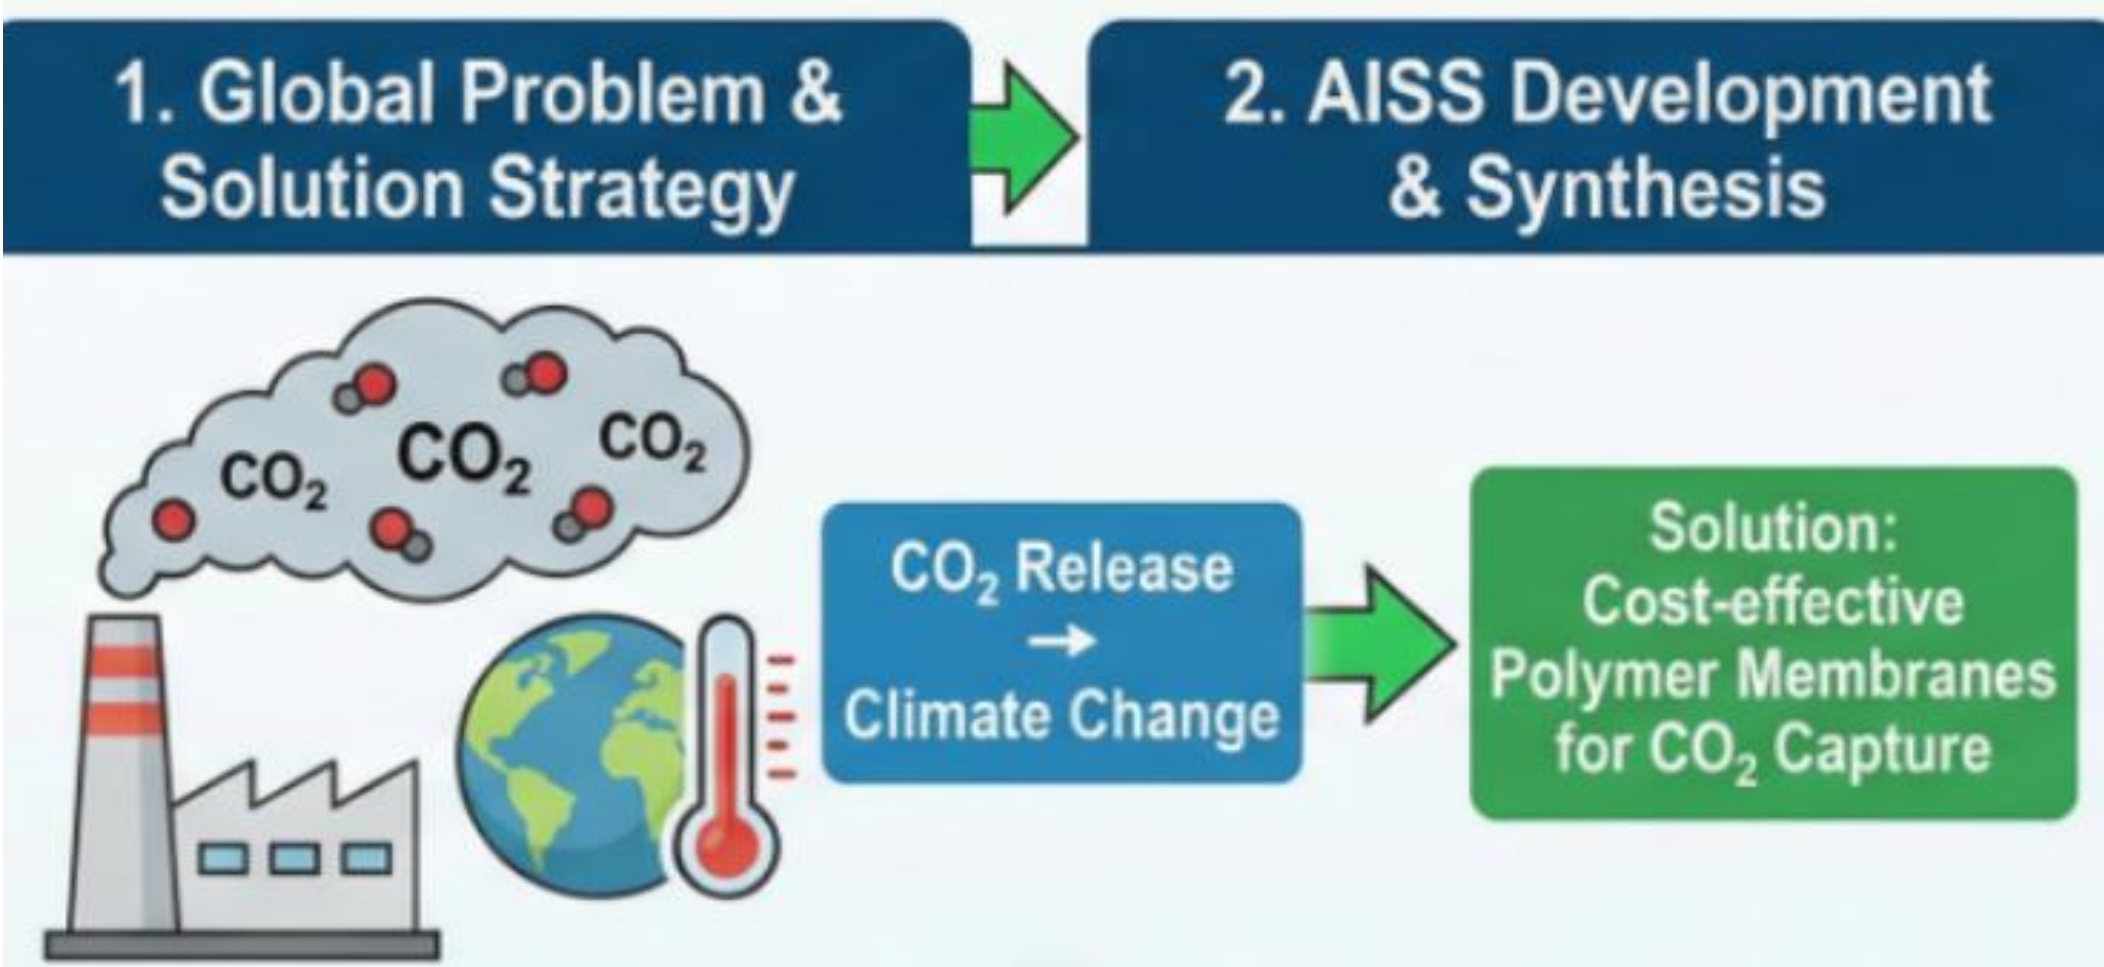 1. Global Problem &
Solution Strategy
2. AISS Development
& Synthesis
CO₂
CO₂
CO₂
CO₂ Release
→
Climate Change
Solution:
Cost-effective
Polymer Membranes
for CO₂ Capture